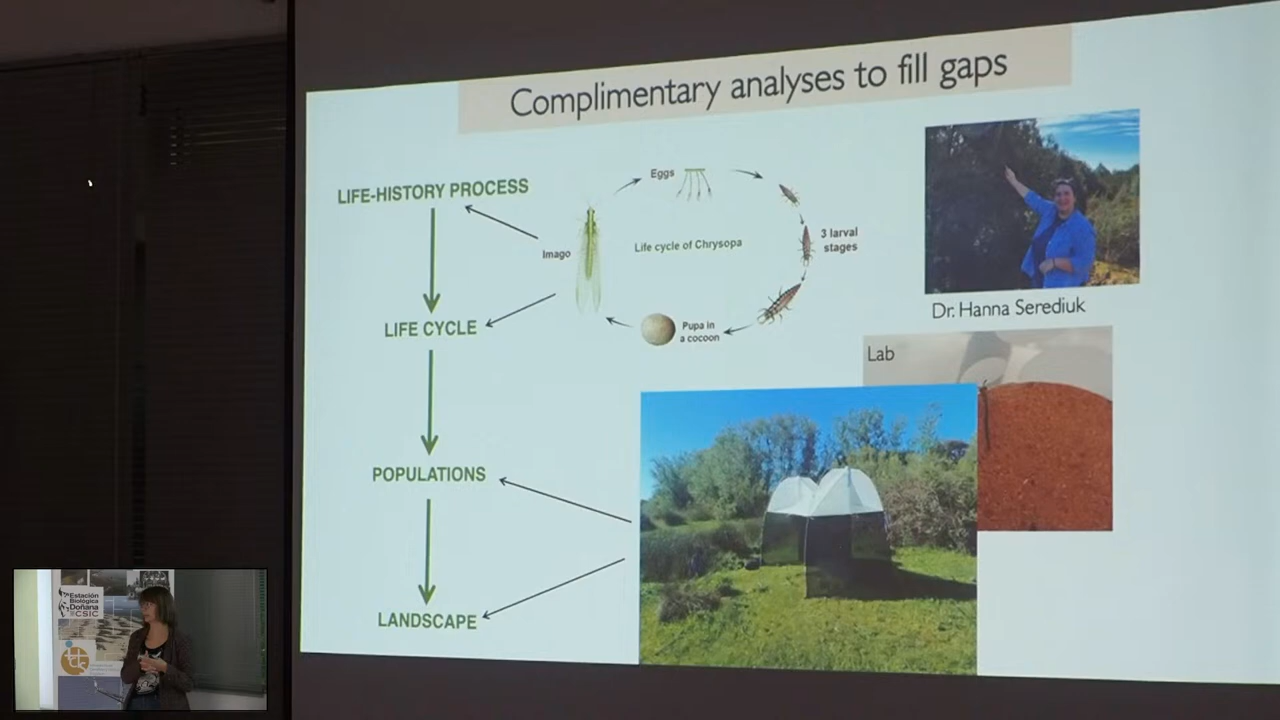 Complimentary analyses to fill gaps
LIFE-HISTORY PROCESS
Eggs
Imago
Life cycle of Chrysopa
3 larval
stages
LIFE CYCLE
Pupa in
a cocoon
Dr. Hanna Serediuk
Lab
POPULATIONS
LANDSCAPE
Estación
Biológica
Doñana
CSIC